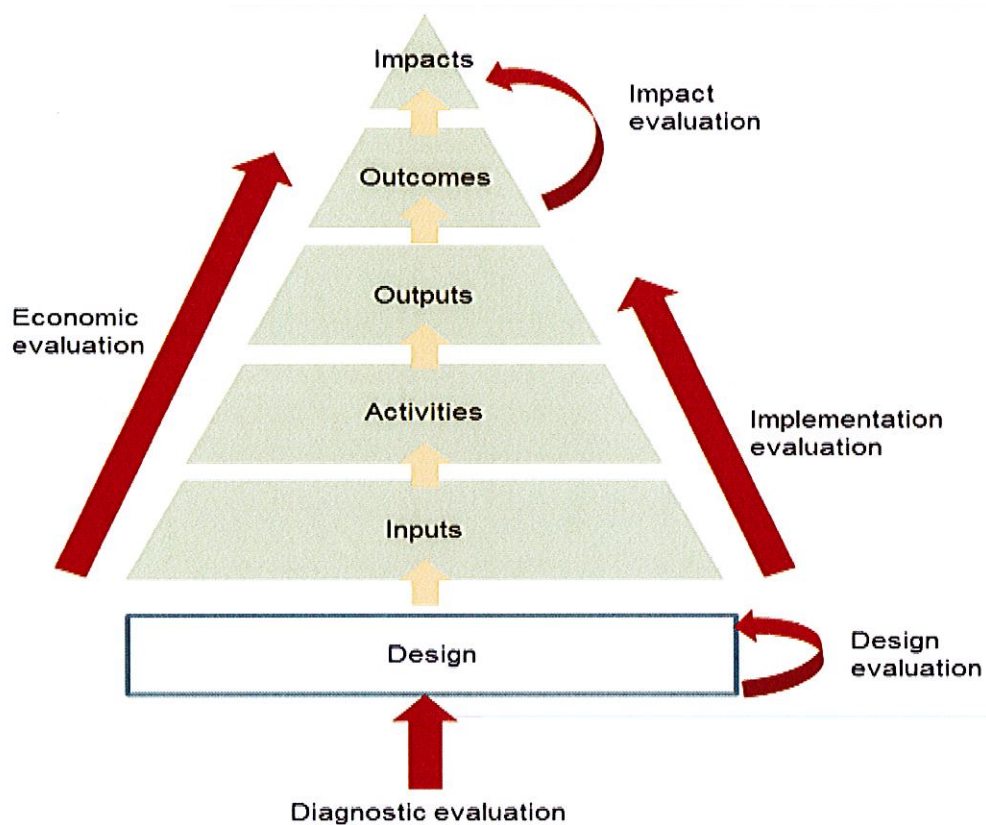 Impacts
Impact
evaluation
Outcomes
Outputs
Economic
evaluation
Activities
Implementation
evaluation
Inputs
Design
Design
evaluation
Diagnostic evaluation